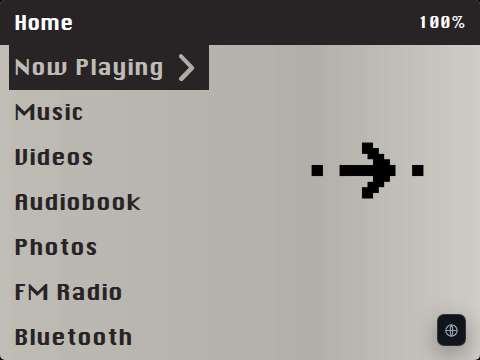 Home
100%
Now Playing
Music
Videos
Audiobook
Photos
FM Radio
Bluetooth